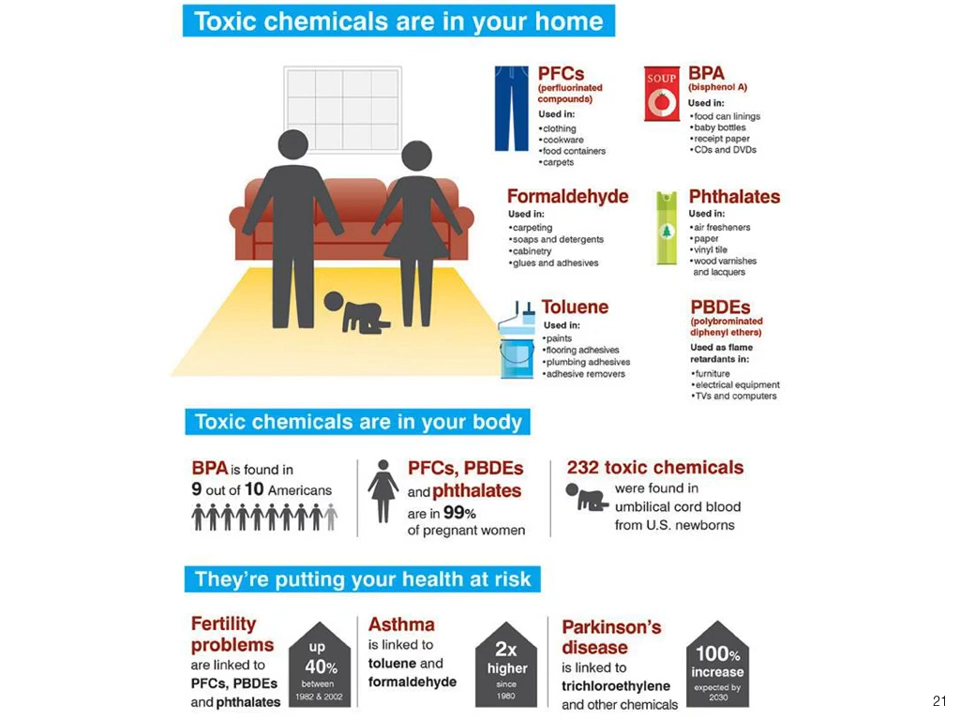 Toxic chemicals are in your home
PFCs
(perfluorinated
compounds)
Used in:
•clothing
•cookware
•food containers
•carpets
SOUP
BPA
(bisphenol A)
Used in:
•food can linings
•baby bottles
•receipt paper
•CDs and DVDs
Formaldehyde
Used in:
•carpeting
•soaps and detergents
•cabinetry
•glues and adhesives
Phthalates
Used in:
•air fresheners
•paper
•vinyl tile
•wood varnishes
and lacquers
Toluene
Used in:
•paints
•flooring adhesives
•plumbing adhesives
•adhesive removers
PBDEs
(polybrominated
diphenyl ethers)
Used as flame
retardants in:
•furniture
•electrical equipment
•TVs and computers
Toxic chemicals are in your body
BPA is found in
9 out of 10 Americans
PFCs, PBDEs
and phthalates
are in 99%
of pregnant women
232 toxic chemicals
were found in
umbilical cord blood
from U.S. newborns
They're putting your health at risk
Fertility
problems
are linked to
PFCs, PBDEs
and phthalates
up
40%
between
1982 & 2002
Asthma
is linked to
toluene and
formaldehyde
2x
higher
since
1980
Parkinson's
disease
is linked to
trichloroethylene
and other chemicals
100%
increase
expected by
2030
21